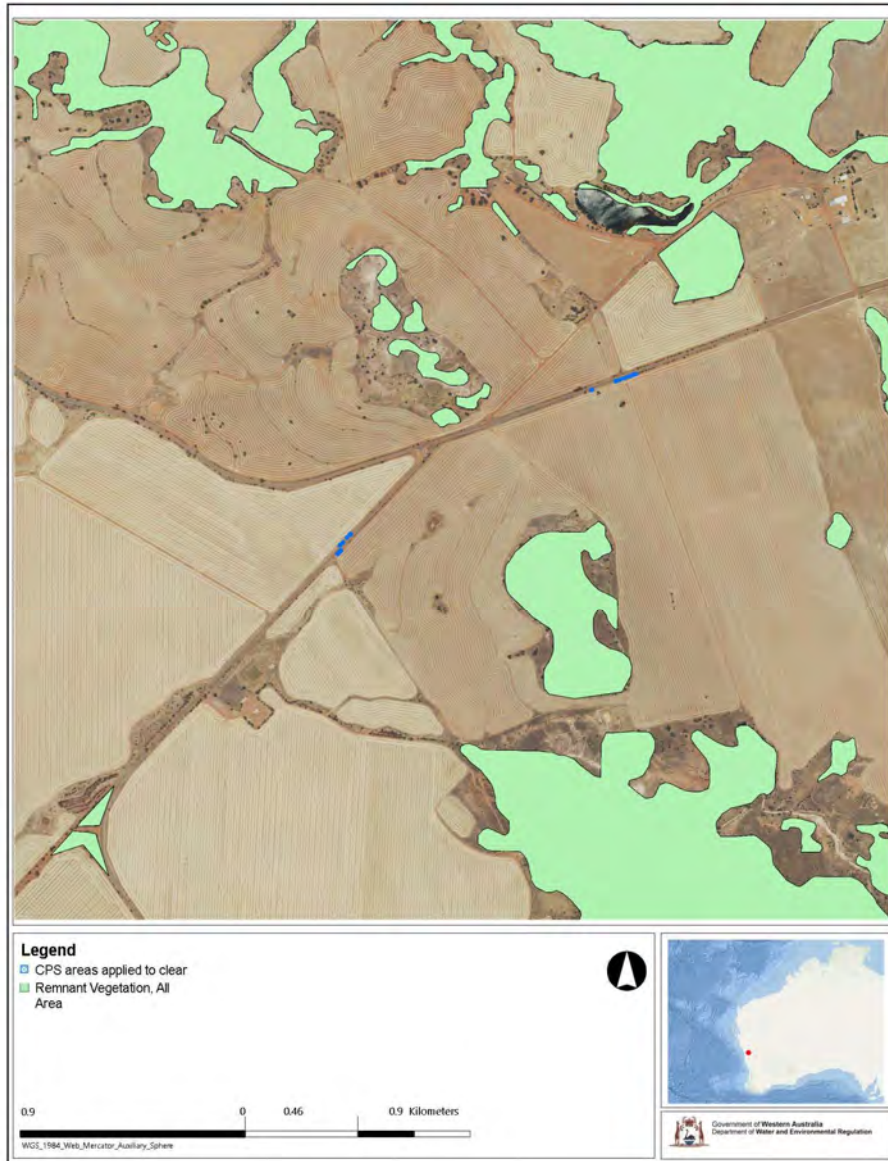 Legend
CPS areas applied to clear
Remnant Vegetation, All
Area
0.9 0 0.46 0.9 Kilometers
WGS_1984_Web_Mercator_Auxiliary_Sphere
Government of Western Australia
Department of Water and Environmental Regulation